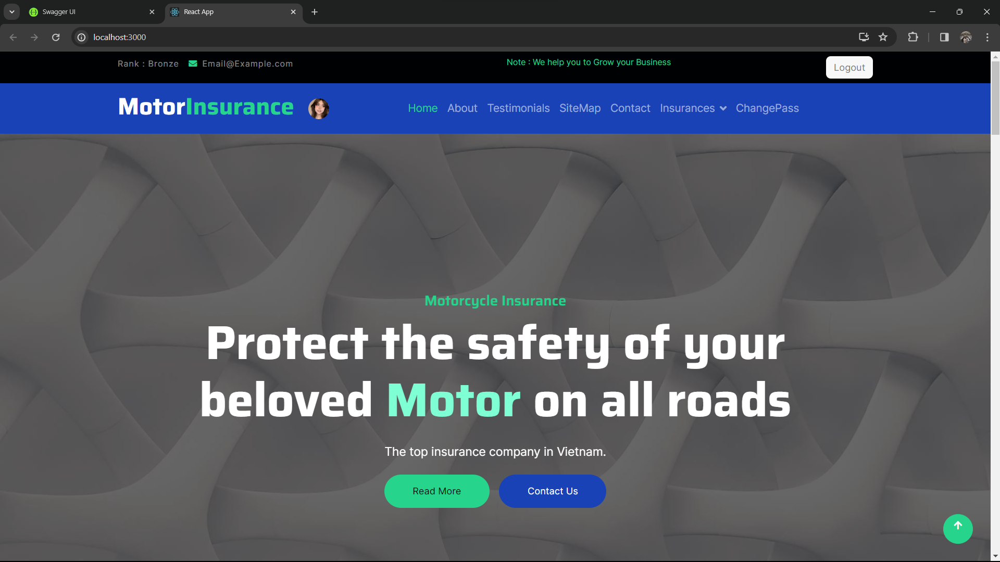 Swagger UI
React App
localhost:3000
Rank : Bronze
Email@Example.com
Note : We help you to Grow your Business
Logout
MotorInsurance
Home About Testimonials SiteMap Contact Insurances ChangePass
Motorcycle Insurance
Protect the safety of your
beloved Motor on all roads
The top insurance company in Vietnam.
Read More
Contact Us